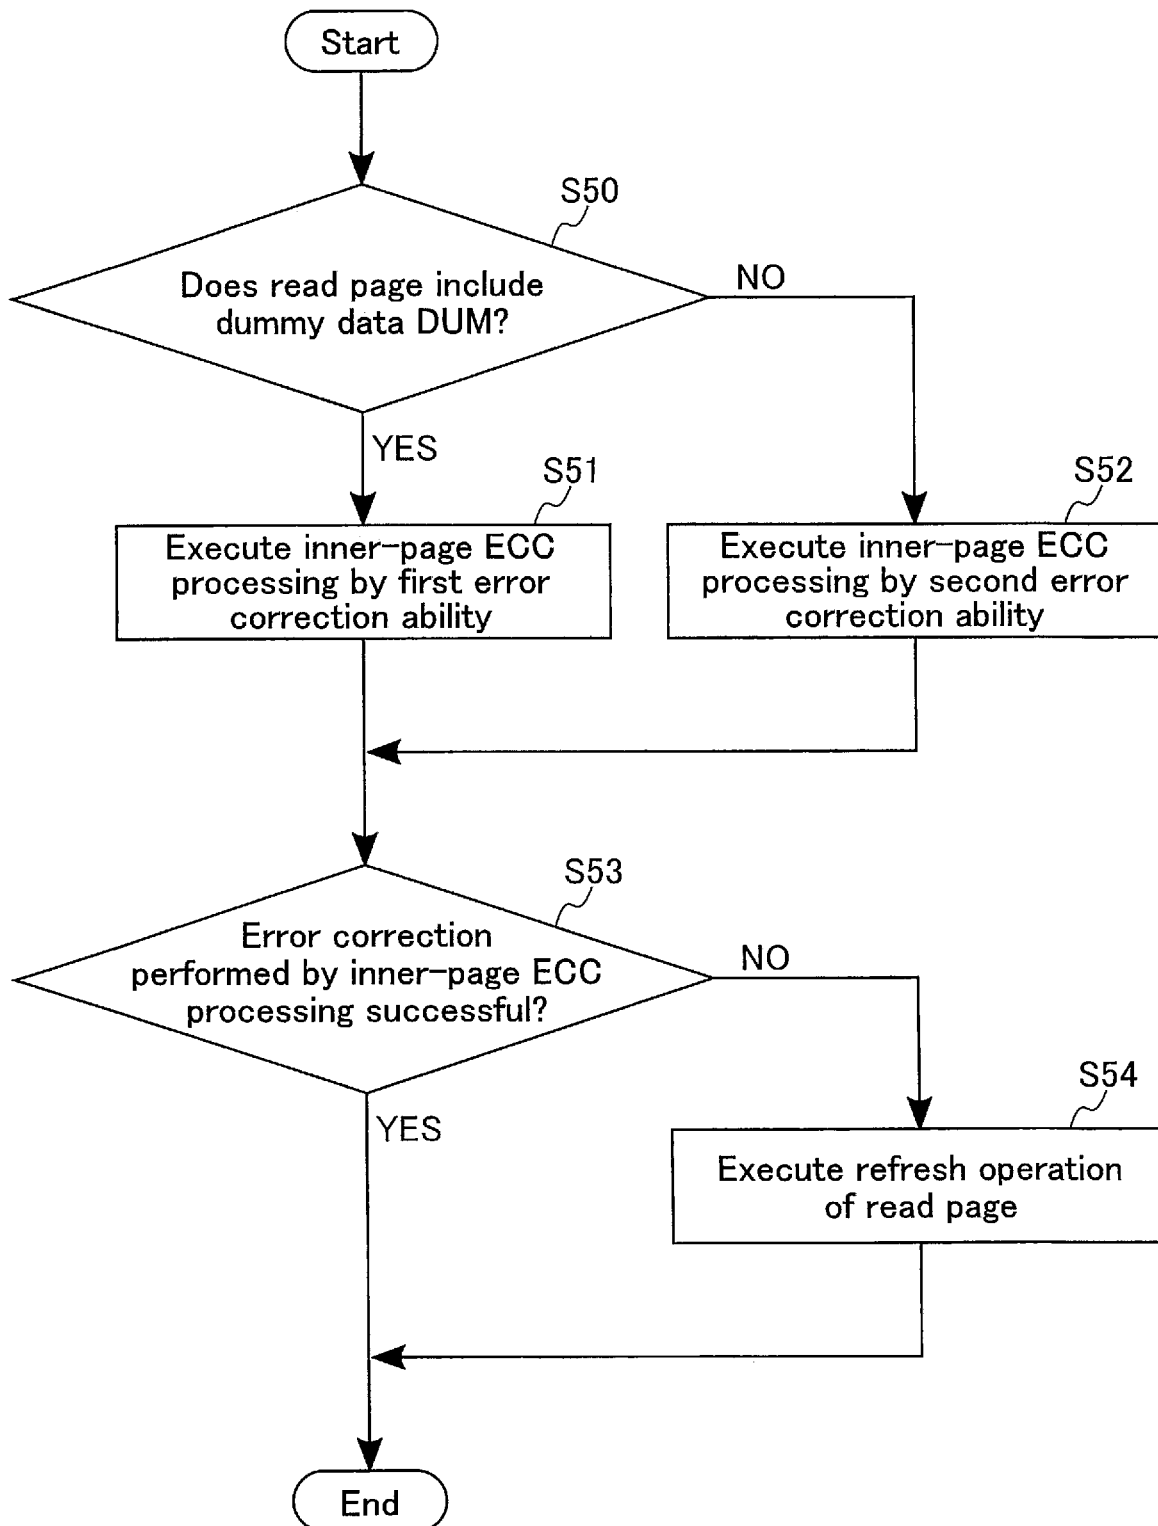 Start
S50
Does read page include
dummy data DUM?
NO
YES
S51
Execute inner-page ECC
processing by first error
correction ability
S52
Execute inner-page ECC
processing by second error
correction ability
S53
Error correction
performed by inner-page ECC
processing successful?
NO
YES
S54
Execute refresh operation
of read page
End